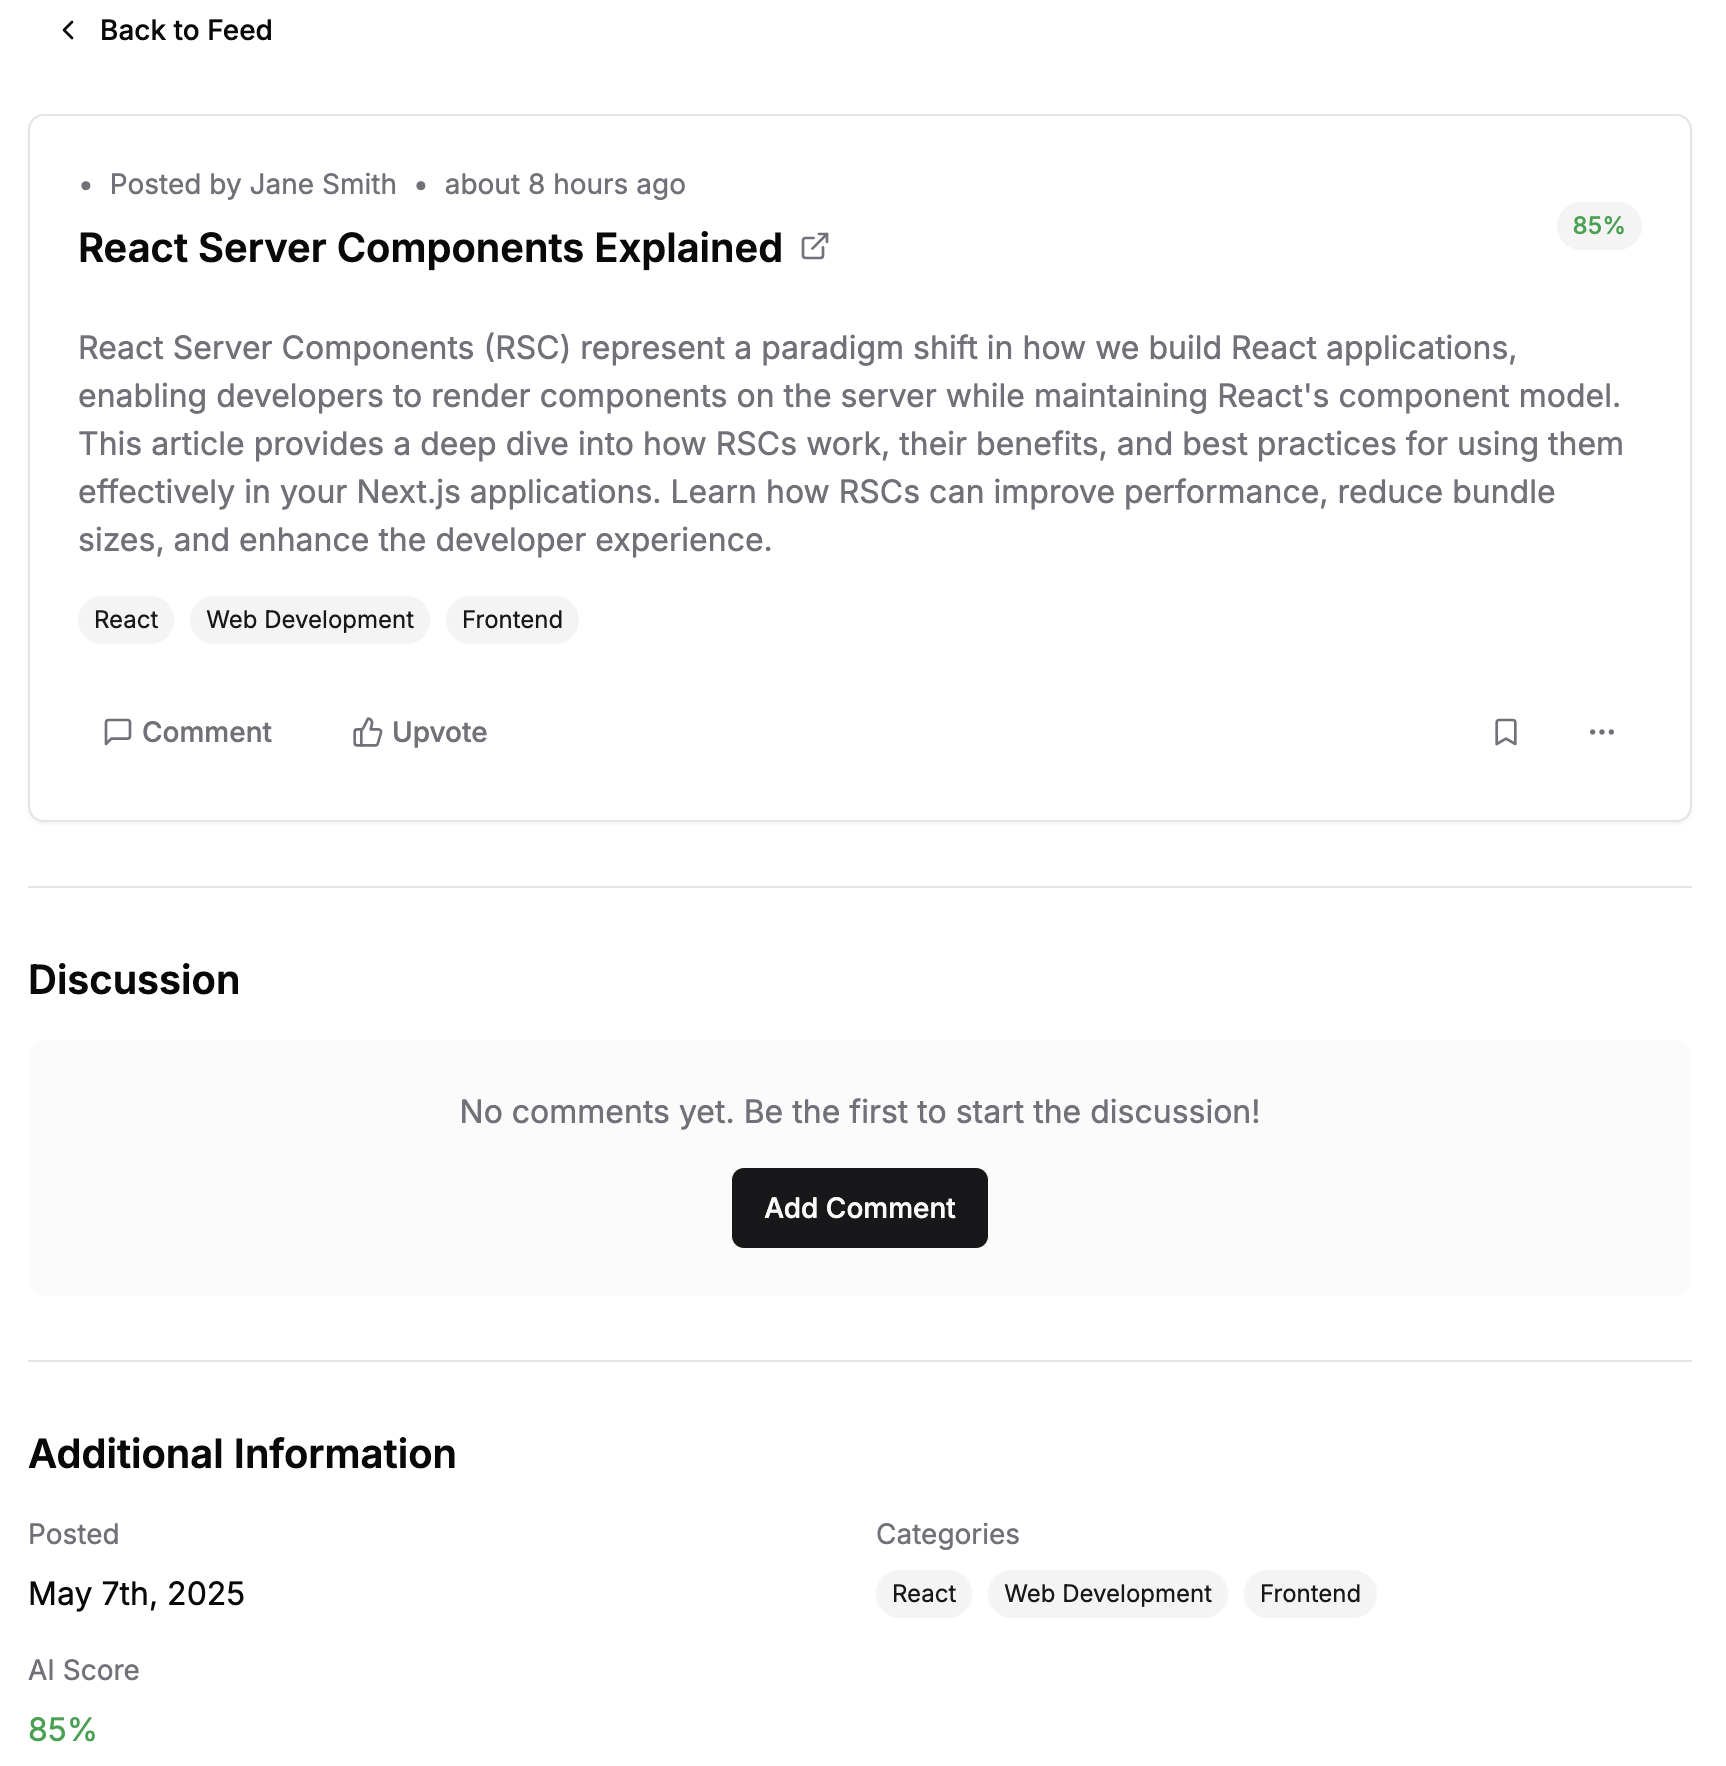 Back to Feed
• Posted by Jane Smith • about 8 hours ago
85%
React Server Components Explained
React Server Components (RSC) represent a paradigm shift in how we build React applications,
enabling developers to render components on the server while maintaining React's component model.
This article provides a deep dive into how RSCs work, their benefits, and best practices for using them
effectively in your Next.js applications. Learn how RSCs can improve performance, reduce bundle
sizes, and enhance the developer experience.
React Web Development Frontend
Comment Upvote
Discussion
No comments yet. Be the first to start the discussion!
Add Comment
Additional Information
Posted
May 7th, 2025
Categories
React Web Development Frontend
AI Score
85%